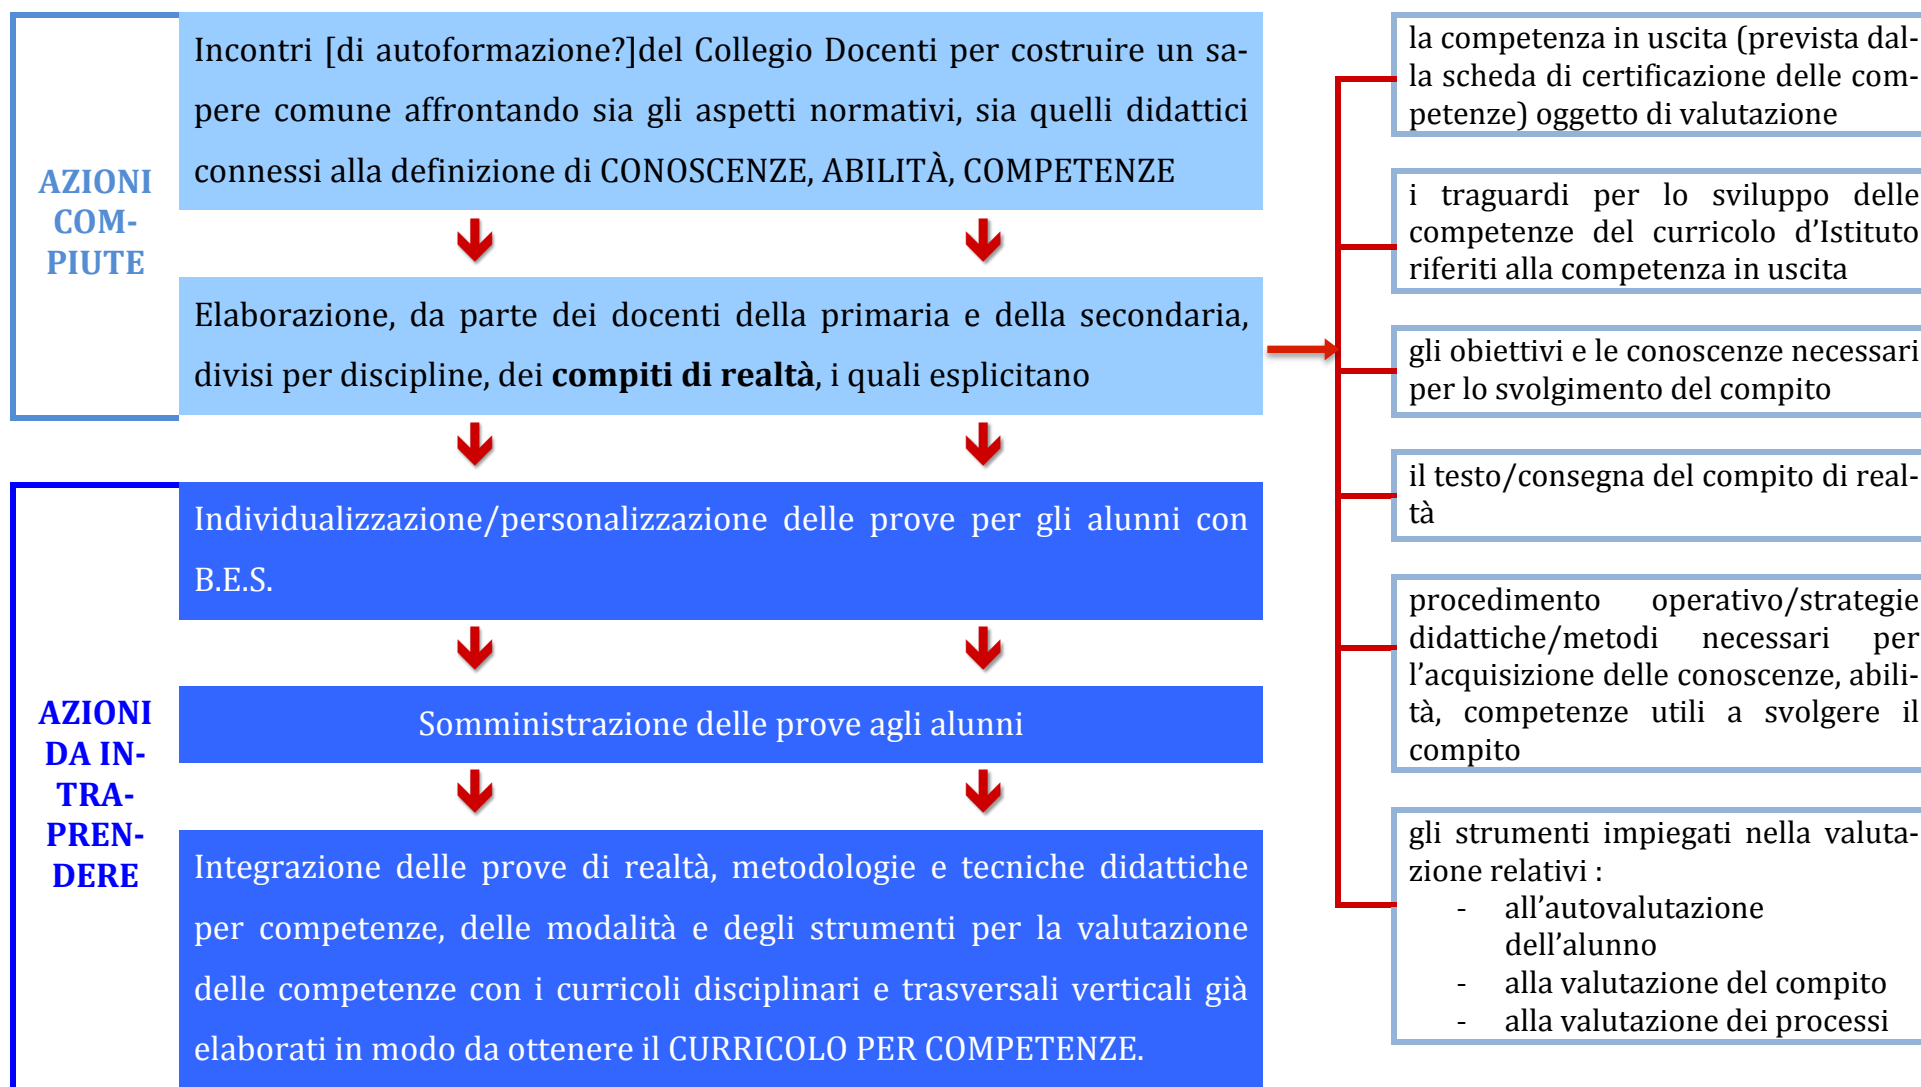 AZIONI
COM-
PIUTE
Incontri [di autoformazione?]del Collegio Docenti per costruire un sa-
pere comune affrontando sia gli aspetti normativi, sia quelli didattici
connessi alla definizione di CONOSCENZE, ABILITÀ, COMPETENZE
Elaborazione, da parte dei docenti della primaria e della secondaria,
divisi per discipline, dei compiti di realtà, i quali esplicitano
AZIONI
DA IN-
TRA-
PREN-
DERE
Individualizzazione/personalizzazione delle prove per gli alunni con
B.E.S.
Somministrazione delle prove agli alunni
Integrazione delle prove di realtà, metodologie e tecniche didattiche
per competenze, delle modalità e degli strumenti per la valutazione
delle competenze con i curricoli disciplinari e trasversali verticali già
elaborati in modo da ottenere il CURRICOLO PER COMPETENZE.
la competenza in uscita (prevista dal-
la scheda di certificazione delle com-
petenze) oggetto di valutazione
i traguardi per lo sviluppo delle
competenze del curricolo d’Istituto
riferiti alla competenza in uscita
gli obiettivi e le conoscenze necessari
per lo svolgimento del compito
il testo/consegna del compito di real-
tà
procedimento operativo/strategie
didattiche/metodi necessari per
l’acquisizione delle conoscenze, abili-
tà, competenze utili a svolgere il
compito
gli strumenti impiegati nella valuta-
zione relativi :
- all’autovalutazione
dell’alunno
- alla valutazione del compito
- alla valutazione dei processi